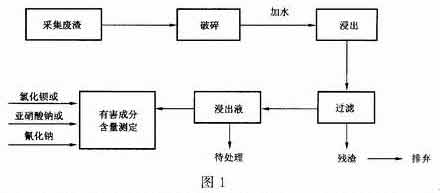 采集废渣
破碎
加水
浸出
氯化钡或
亚硝酸钠或
氰化钠
有害成分
含量测定
浸出液
过滤
待处理
残渣
排弃
图1